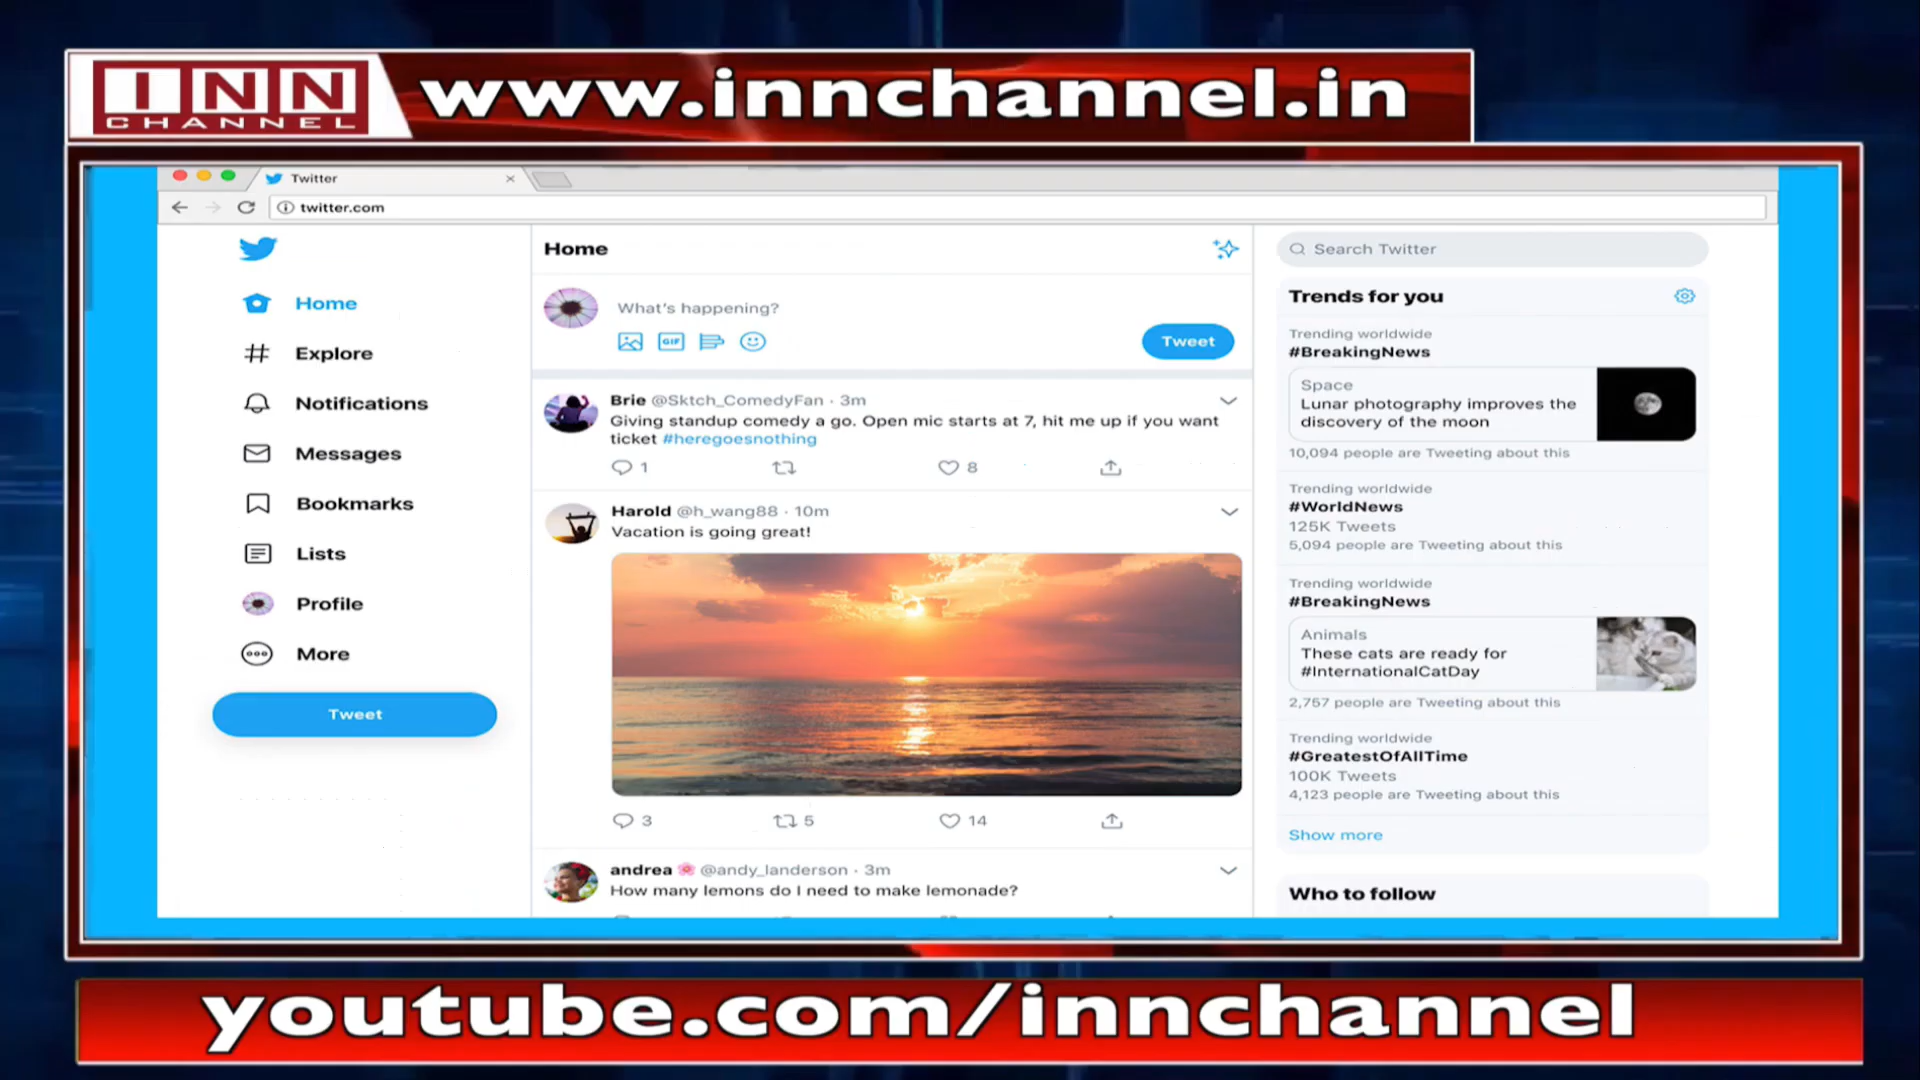 INN
CHANNEL
www.innchannel.in
Twitter
twitter.com
Home
Explore
Notifications
Messages
Bookmarks
Lists
Profile
More
Tweet
Home
What's happening?
GIF
Tweet
Brie @Sktch_ComedyFan · 3m
Giving standup comedy a go. Open mic starts at 7, hit me up if you want
ticket #heregoesnothing
1
8
Harold @h_wang88 · 10m
Vacation is going great!
3
5
14
andrea 🌸 @andy_landerson · 3m
How many lemons do I need to make lemonade?
Search Twitter
Trends for you
Trending worldwide
#BreakingNews
Space
Lunar photography improves the
discovery of the moon
10,094 people are Tweeting about this
Trending worldwide
#WorldNews
125K Tweets
5,094 people are Tweeting about this
Trending worldwide
#BreakingNews
Animals
These cats are ready for
#InternationalCatDay
2,757 people are Tweeting about this
Trending worldwide
#GreatestOfAllTime
100K Tweets
4,123 people are Tweeting about this
Show more
Who to follow
youtube.com/innchannel